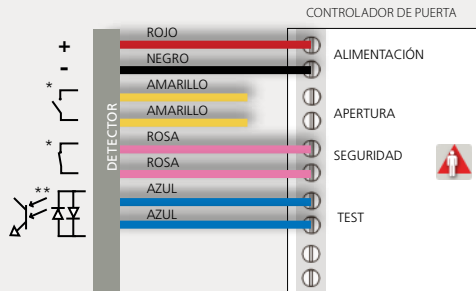 CONTROLADOR DE PUERTA
+
ROJO
ALIMENTACIÓN
-
NEGRO
*
AMARILLO
APERTURA
AMARILLO
DETECTOR
*
ROSA
SEGURIDAD
ROSA
**
AZUL
TEST
AZUL